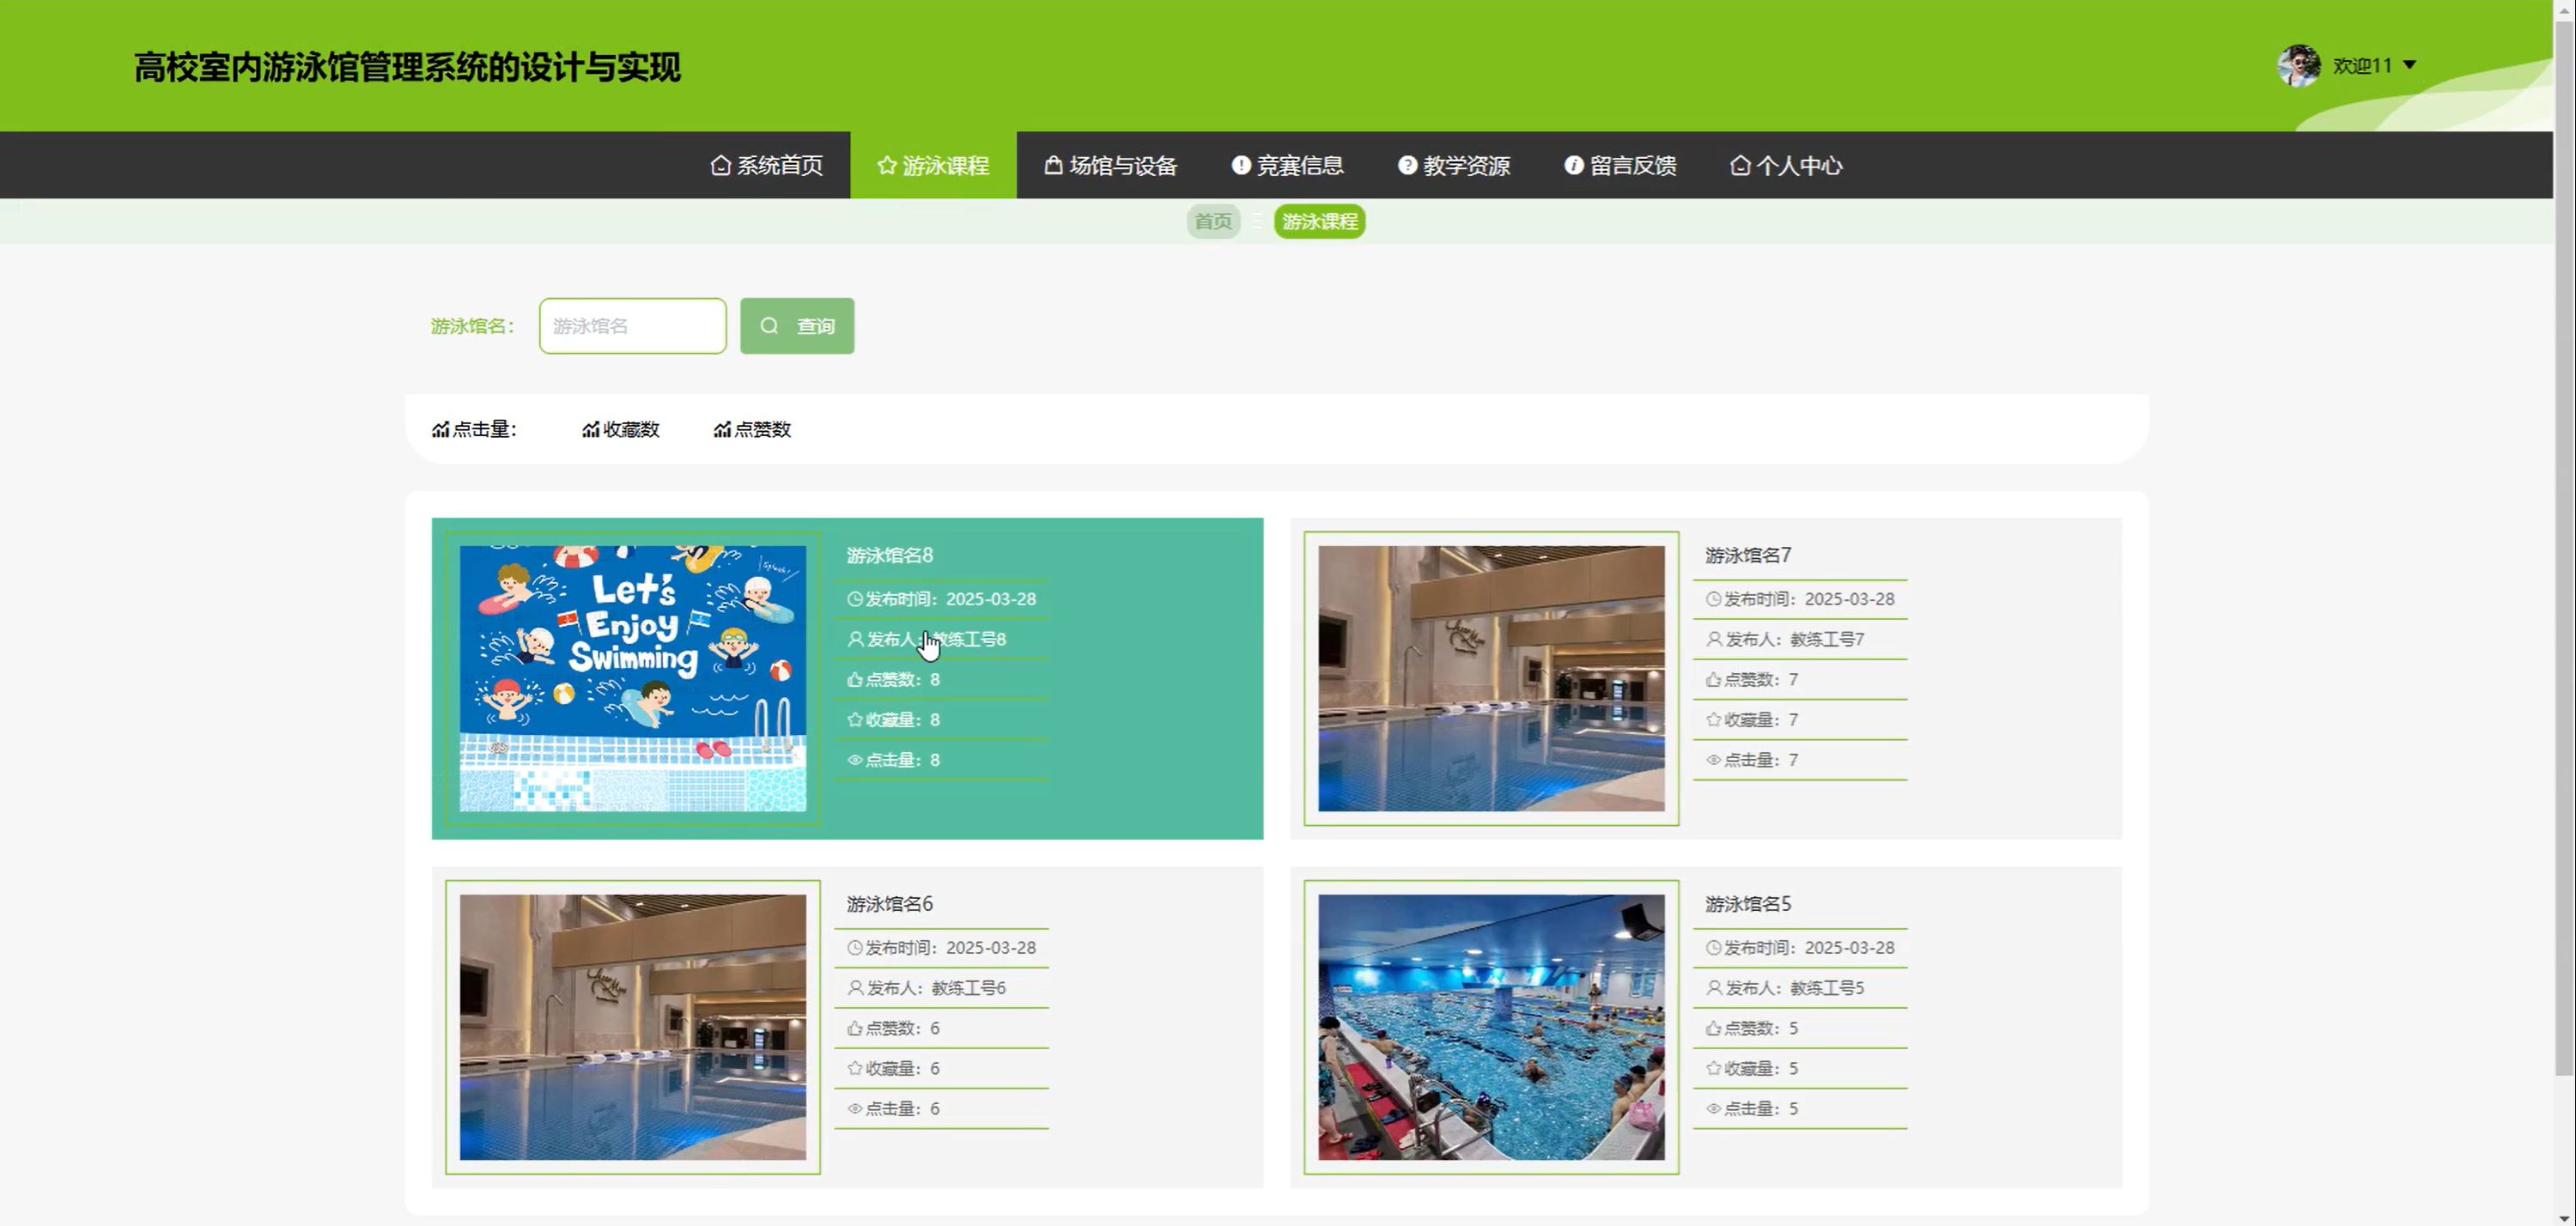 高校室内游泳馆管理系统的设计与实现
欢迎11
系统首页 游泳课程 场馆与设备 竞赛信息 教学资源 留言反馈 个人中心
首页 游泳课程
游泳馆名： 游泳馆名 查询
点击量： 收藏数 点赞数
Let's
Enjoy
Swimming
Splash!
游泳馆名8
发布时间：2025-03-28
发布人：教练工号8
点赞数：8
收藏量：8
点击量：8
游泳馆名7
发布时间：2025-03-28
发布人：教练工号7
点赞数：7
收藏量：7
点击量：7
游泳馆名6
发布时间：2025-03-28
发布人：教练工号6
点赞数：6
收藏量：6
点击量：6
游泳馆名5
发布时间：2025-03-28
发布人：教练工号5
点赞数：5
收藏量：5
点击量：5